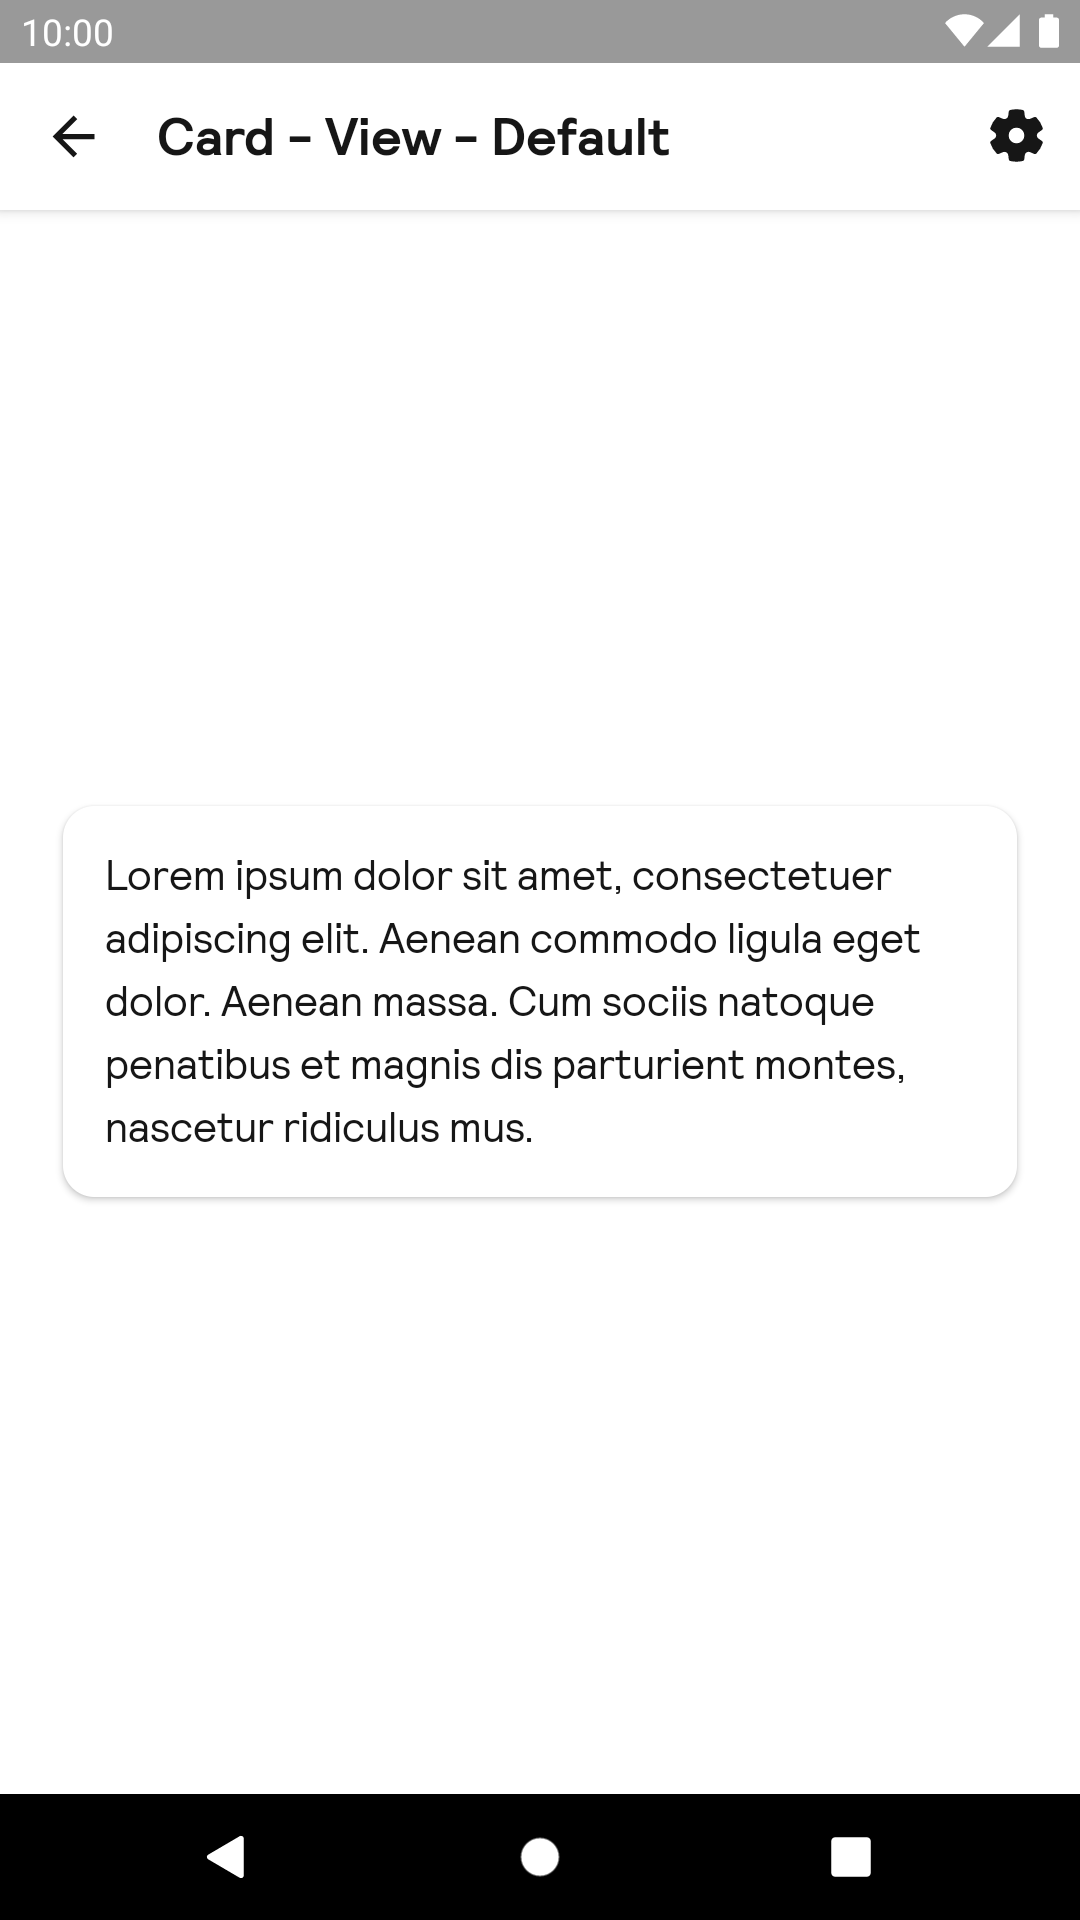 10:00
Card - View - Default
Lorem ipsum dolor sit amet, consectetuer
adipiscing elit. Aenean commodo ligula eget
dolor. Aenean massa. Cum sociis natoque
penatibus et magnis dis parturient montes,
nascetur ridiculus mus.